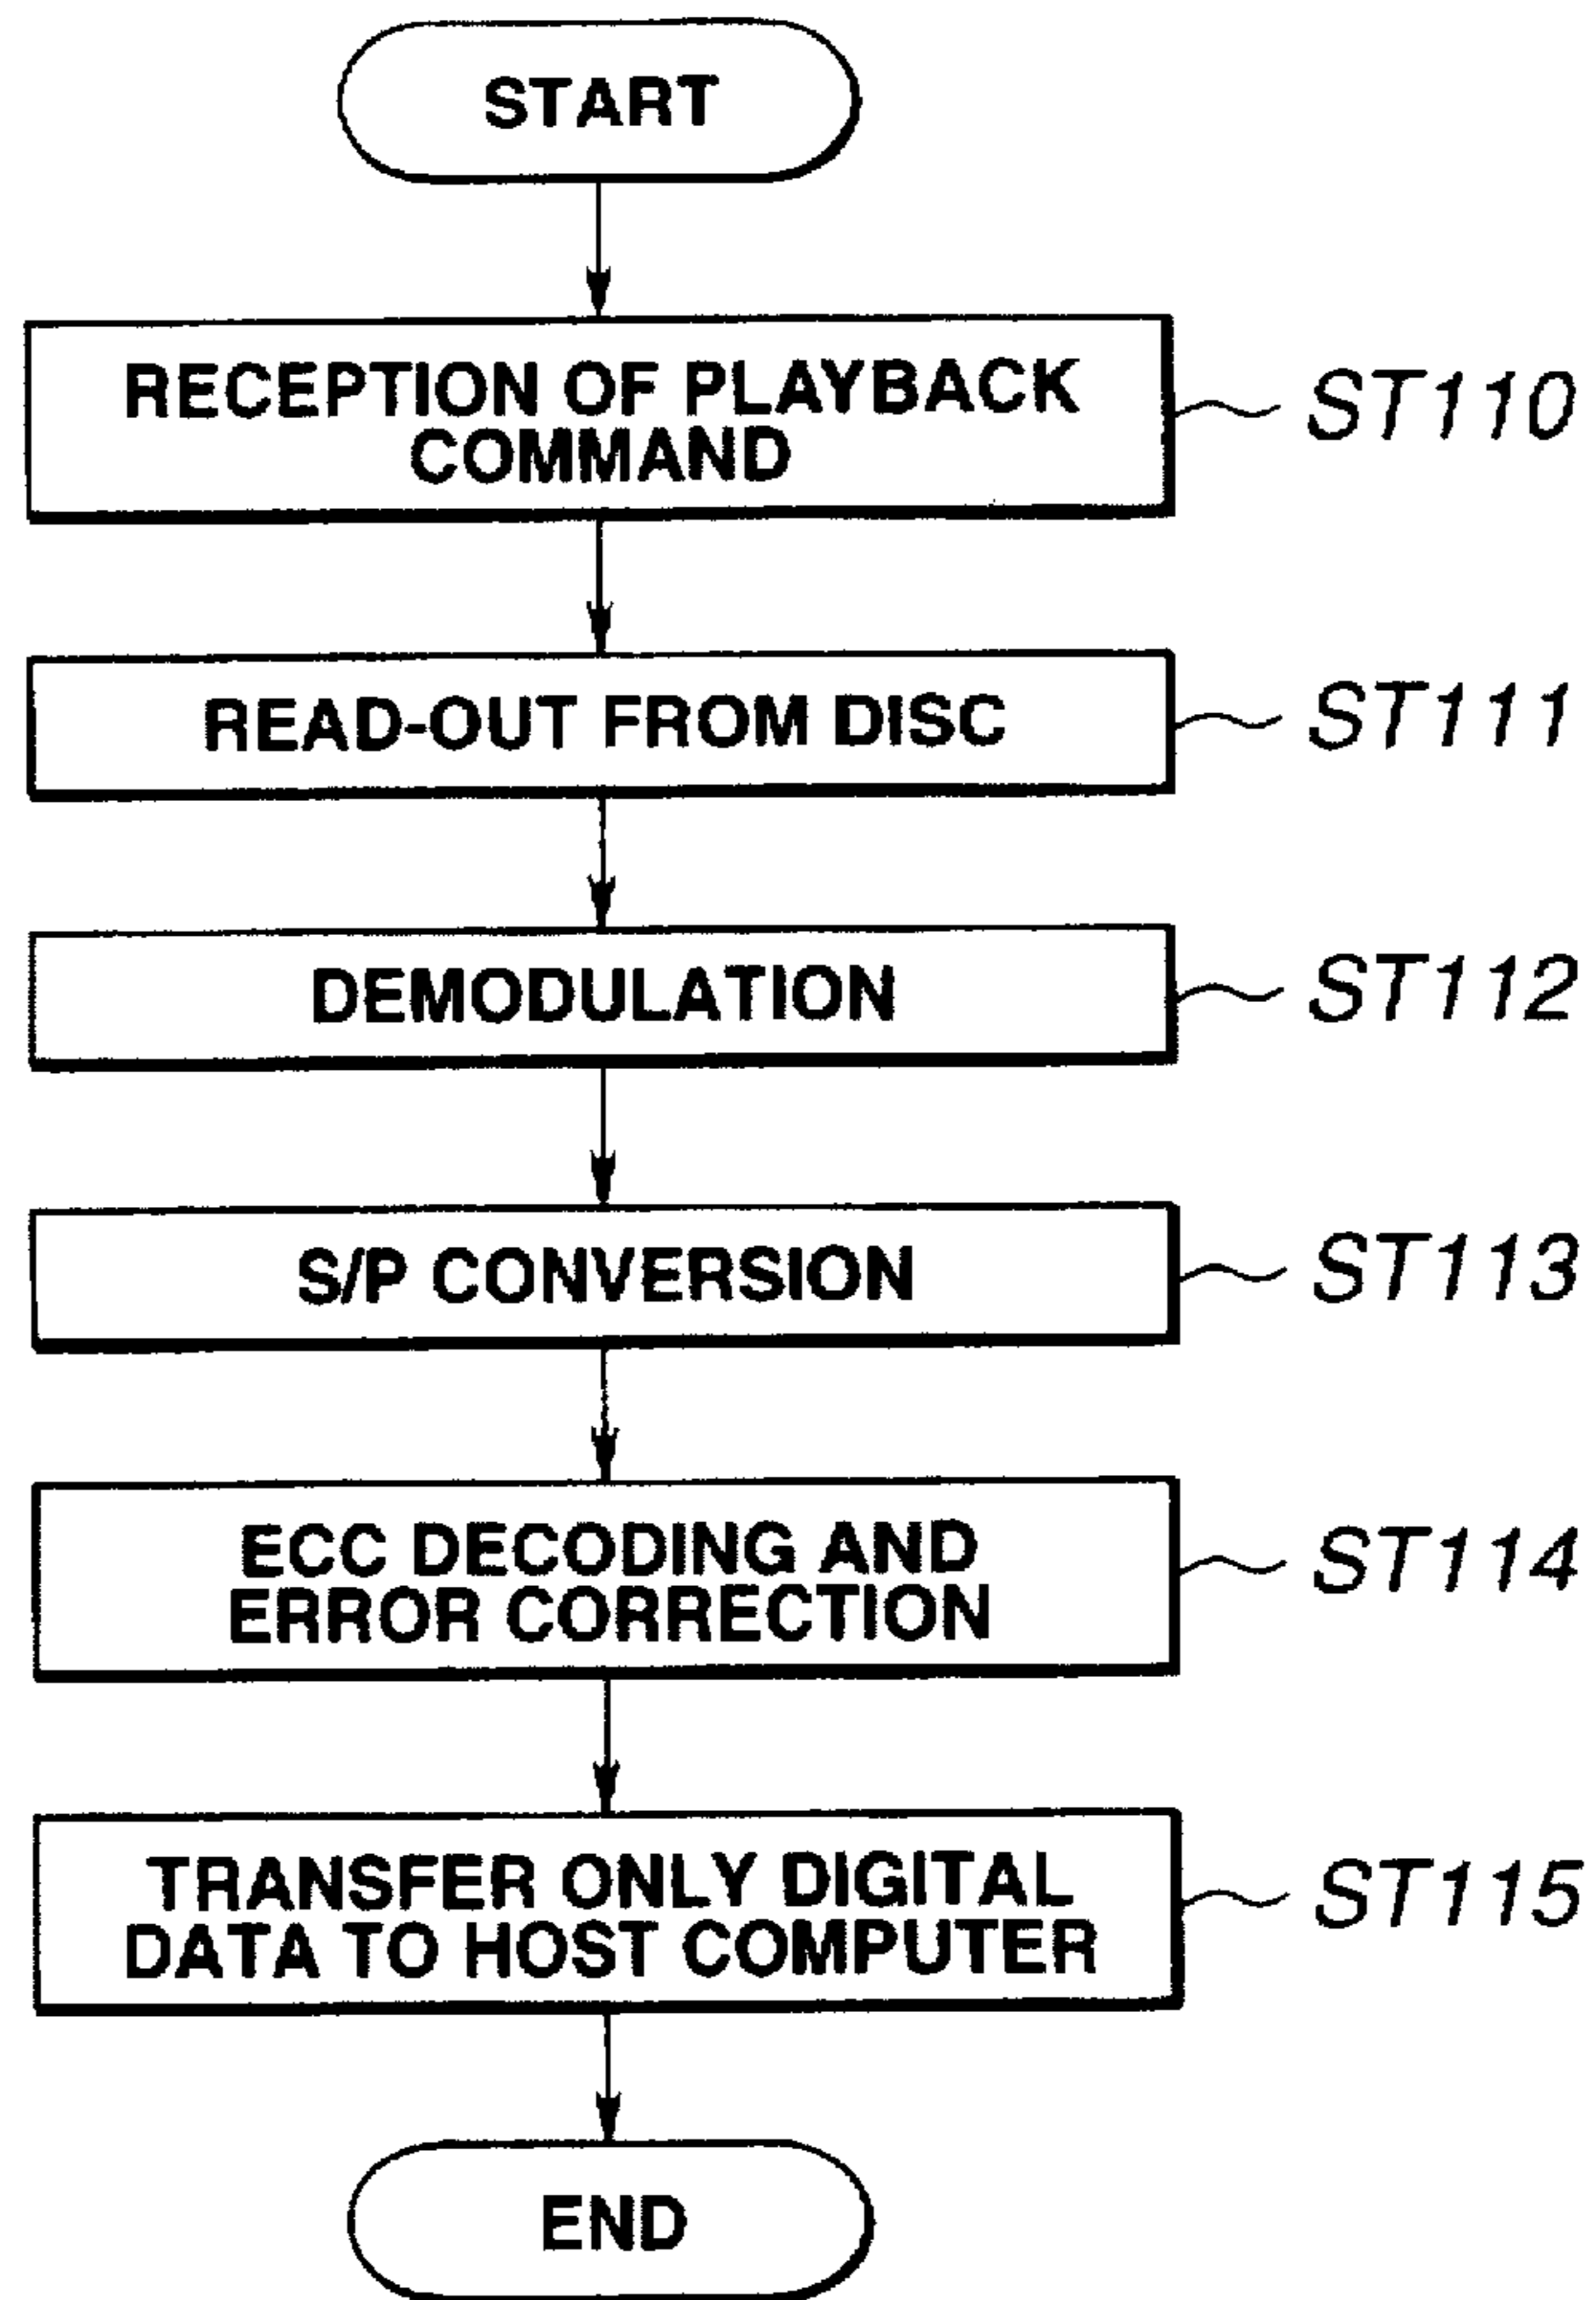 START
RECEPTION OF PLAYBACK
COMMAND
ST110
READ-OUT FROM DISC
ST111
DEMODULATION
ST112
S/P CONVERSION
ST113
ECC DECODING AND
ERROR CORRECTION
ST114
TRANSFER ONLY DIGITAL
DATA TO HOST COMPUTER
ST115
END